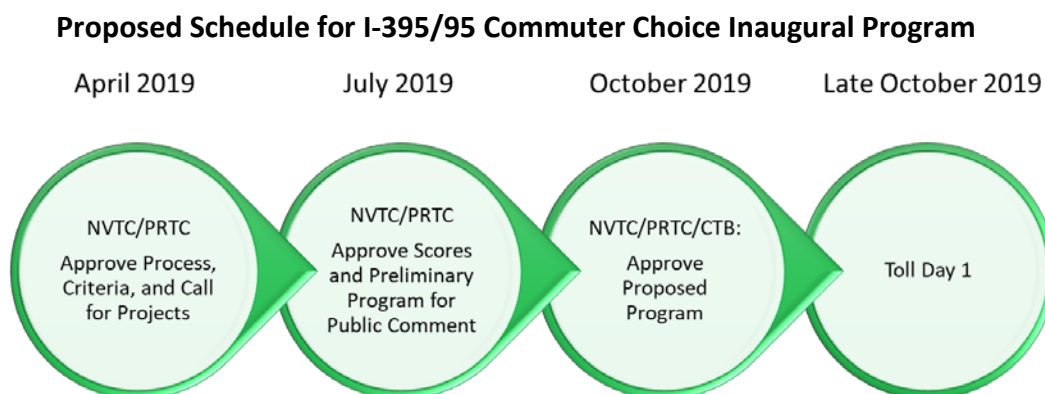 Proposed Schedule for I-395/95 Commuter Choice Inaugural Program
April 2019
July 2019
October 2019
Late October 2019
NVTC/PRTC
Approve Process,
Criteria, and Call
for Projects
NVTC/PRTC
Approve Scores
and Preliminary
Program for
Public Comment
NVTC/PRTC/CTB:
Approve
Proposed
Program
Toll Day 1